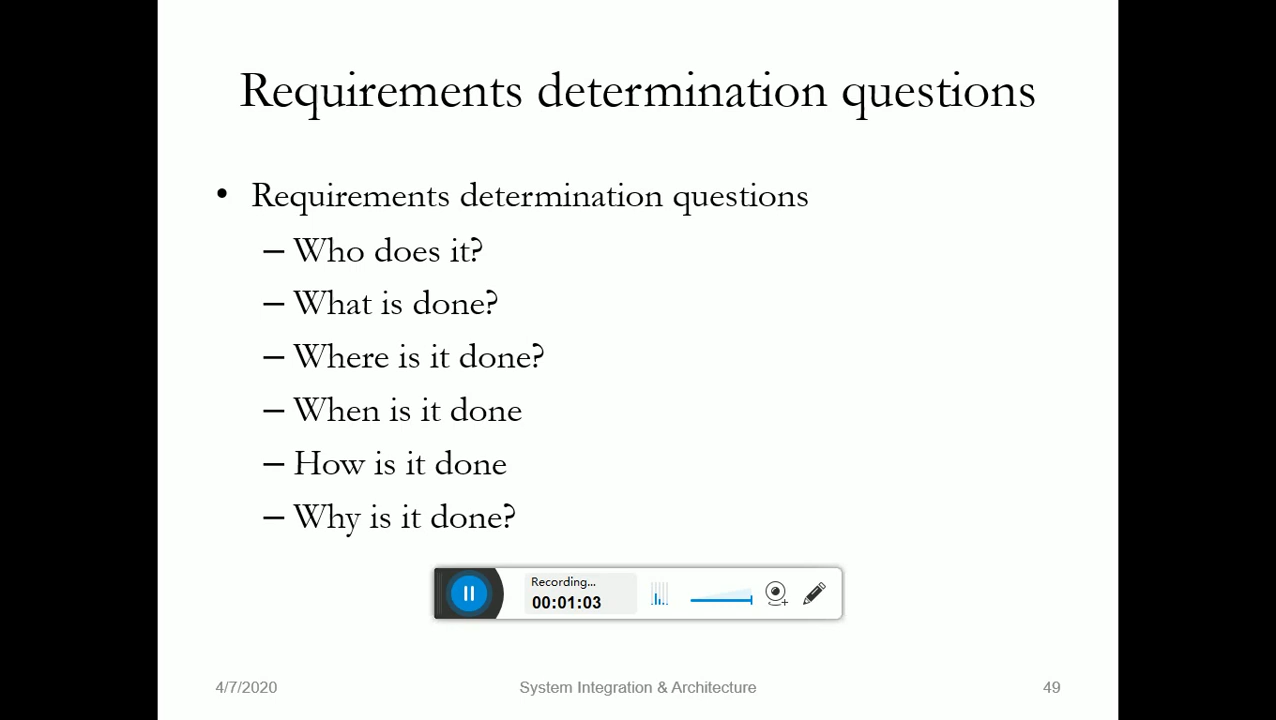 Requirements determination questions
• Requirements determination questions
– Who does it?
– What is done?
– Where is it done?
– When is it done
– How is it done
– Why is it done?
Recording...
00:01:03
4/7/2020 System Integration & Architecture 49